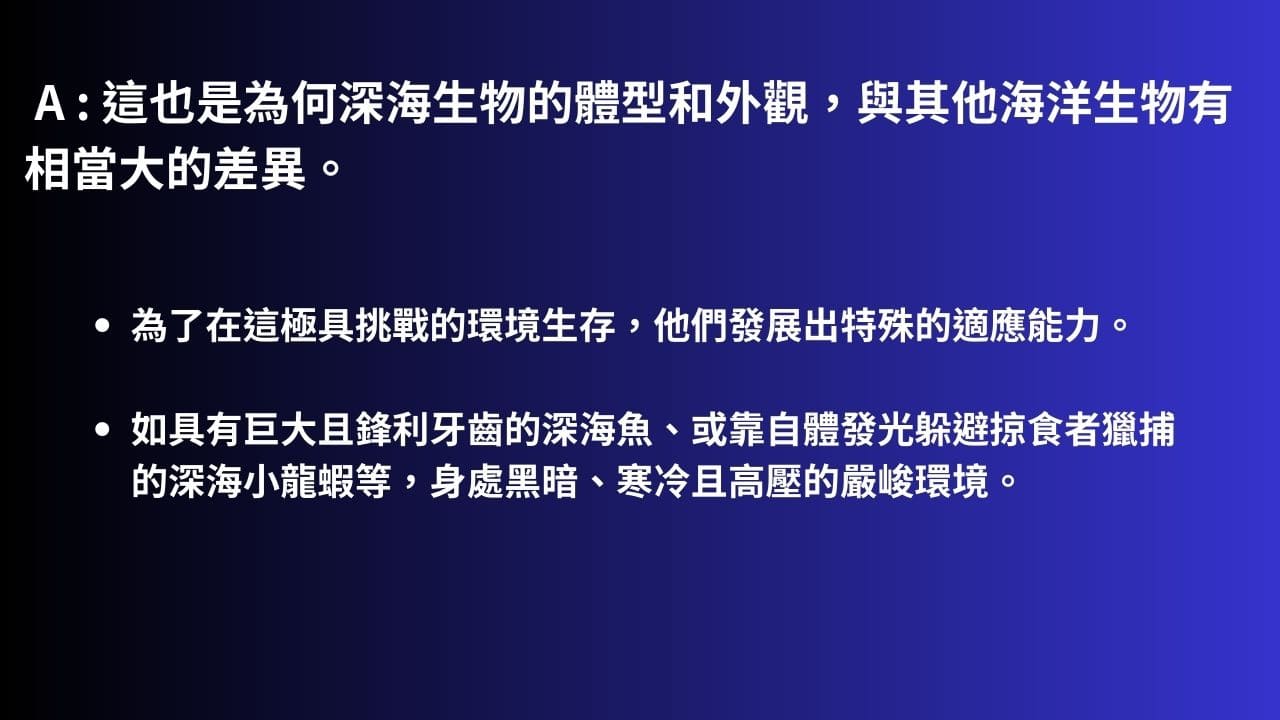 A : 這也是為何深海生物的體型和外觀，與其他海洋生物有
相當大的差異。
• 為了在這極具挑戰的環境生存，他們發展出特殊的適應能力。
• 如具有巨大且鋒利牙齒的深海魚、或靠自體發光躲避掠食者獵捕
的深海小龍蝦等，身處黑暗、寒冷且高壓的嚴峻環境。